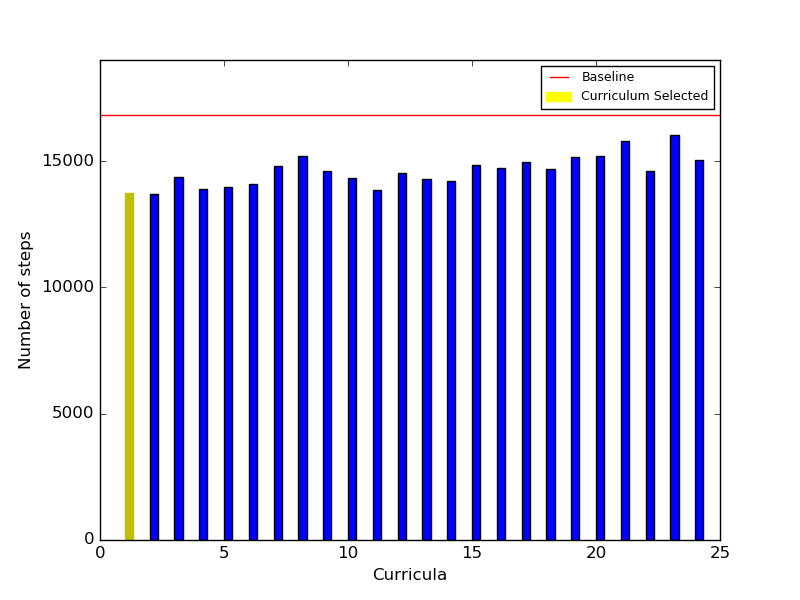 Baseline
Curriculum Selected
15000
10000
5000
0
0 5 10 15 20 25
Number of steps
Curricula